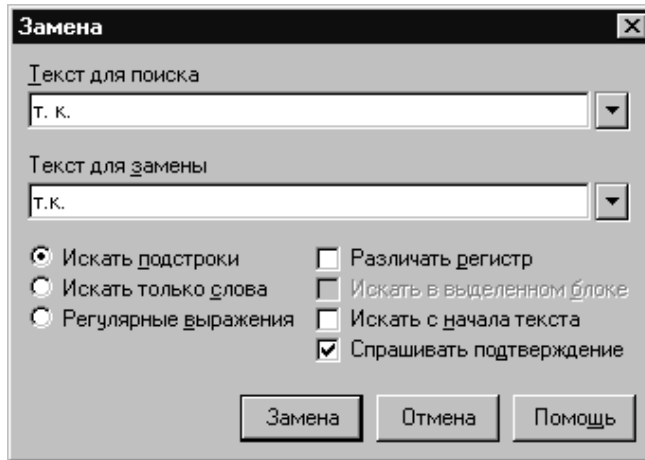 Замена
Текст для поиска
т. к.
Текст для замены
т.к.
Искать подстроки
Различать регистр
Искать только слова
Искать в выделенном блоке
Регулярные выражения
Искать с начала текста
Спрашивать подтверждение
Замена
Отмена
Помощь